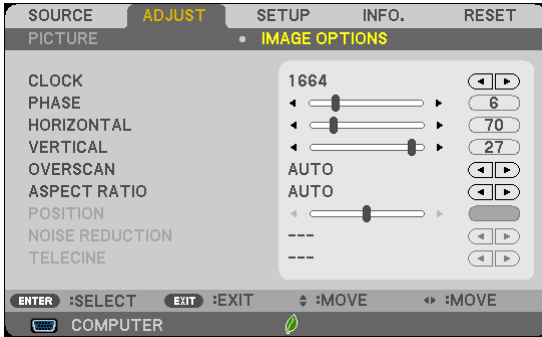 SOURCE ADJUST SETUP INFO. RESET
PICTURE • IMAGE OPTIONS
CLOCK 1664
PHASE 6
HORIZONTAL 70
VERTICAL 27
OVERSCAN AUTO
ASPECT RATIO AUTO
POSITION
NOISE REDUCTION ---
TELECINE ---
ENTER :SELECT EXIT :EXIT :MOVE :MOVE
COMPUTER